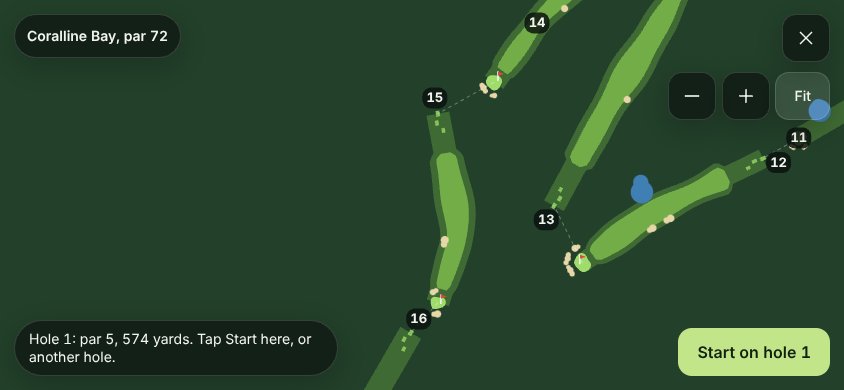 Coralline Bay, par 72
14
15
Fit
11
12
13
16
Hole 1: par 5, 574 yards. Tap Start here, or
another hole.
Start on hole 1